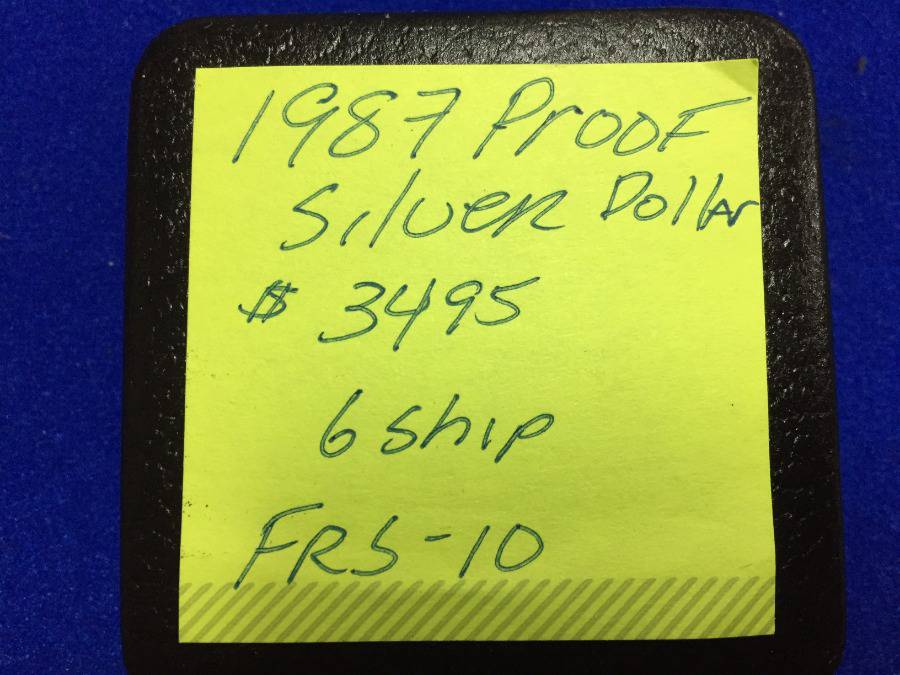 1987 Proof
Silver Dollar
$ 3495
6 ship
FRS-10